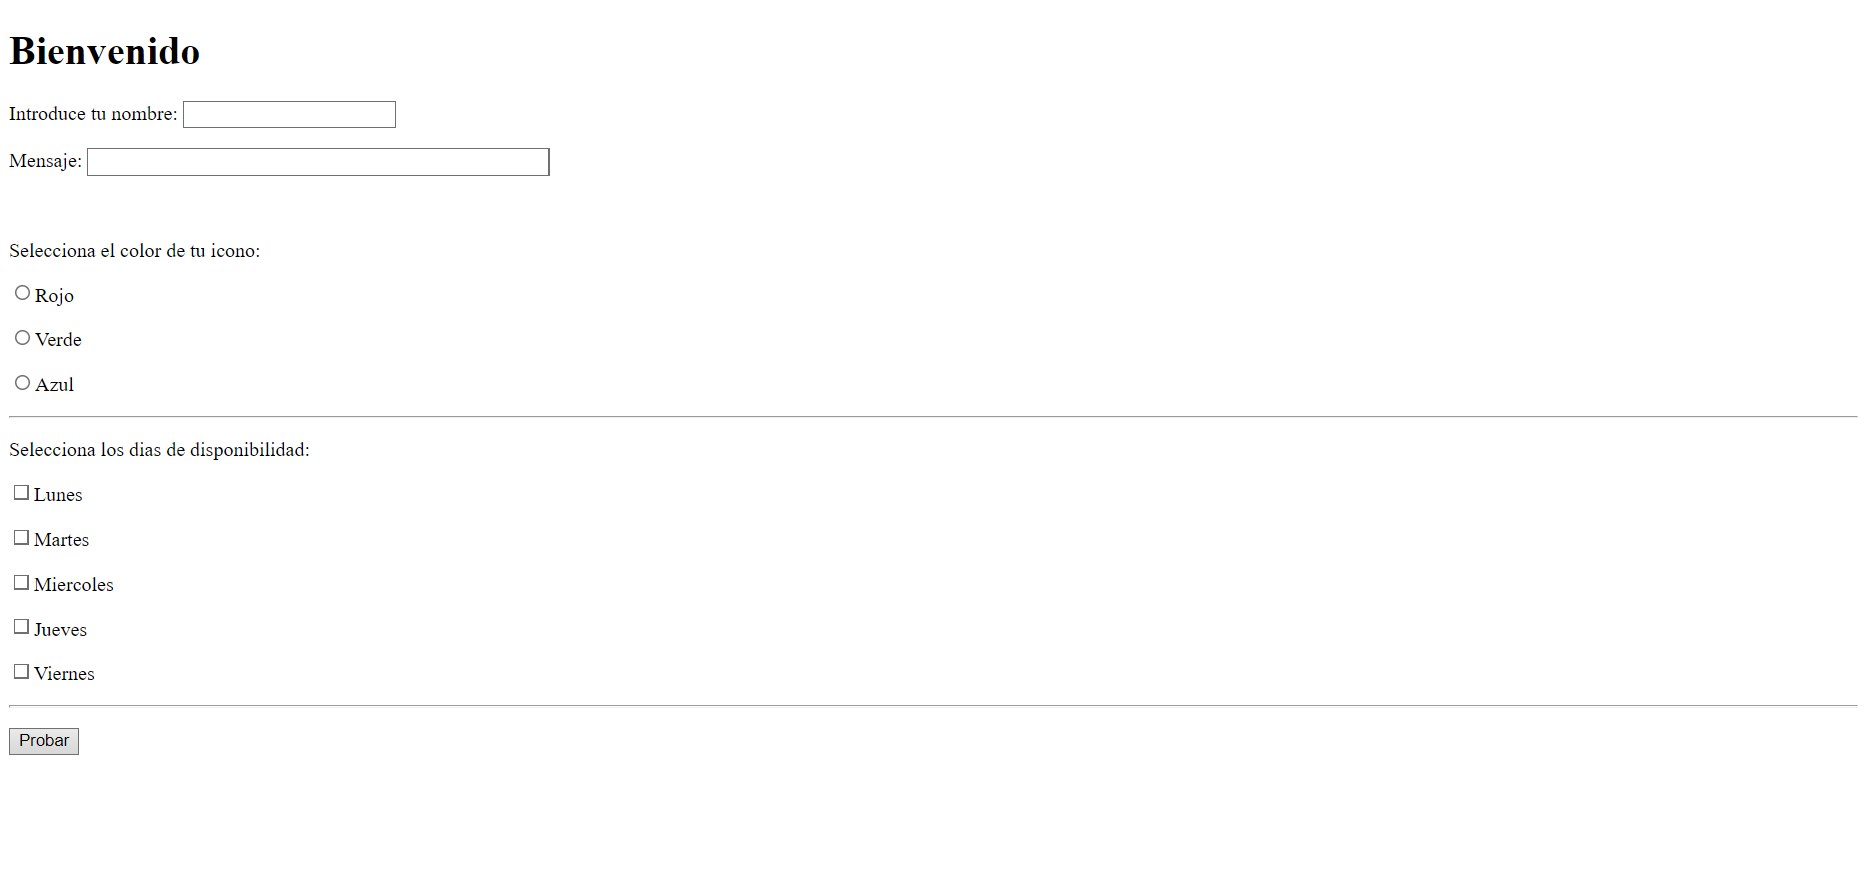 Bienvenido
Introduce tu nombre:
Mensaje:
Selecciona el color de tu icono:
Rojo
Verde
Azul
Selecciona los dias de disponibilidad:
Lunes
Martes
Miercoles
Jueves
Viernes
Probar